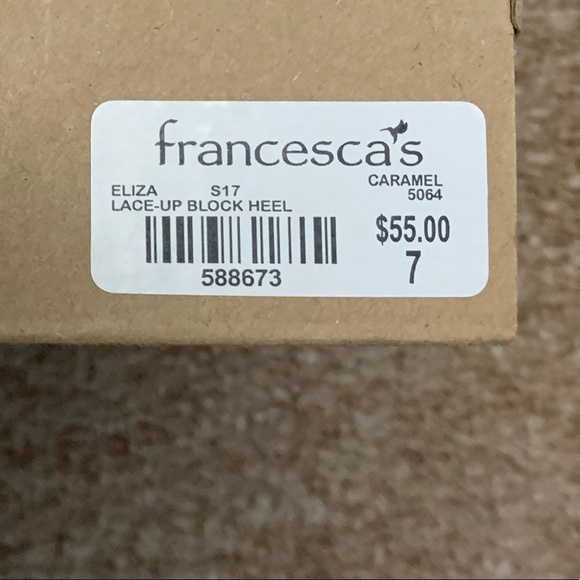 francesca's
ELIZA S17 CARAMEL
LACE-UP BLOCK HEEL 5064
$55.00
588673 7